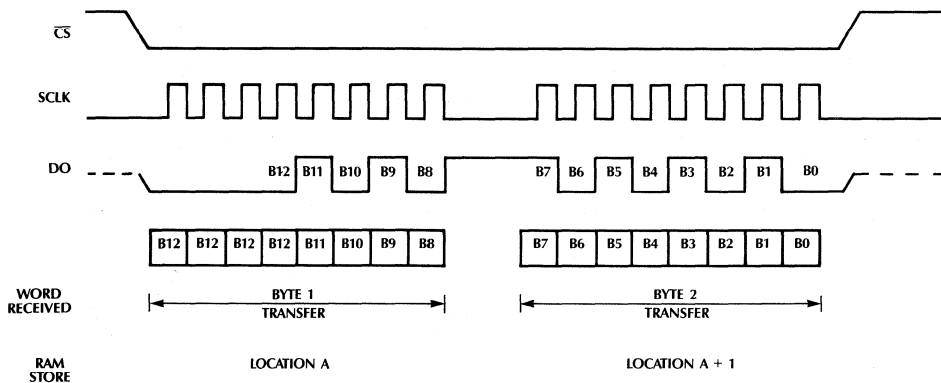 CS
SCLK
DO
B12 B11 B10 B9 B8 B7 B6 B5 B4 B3 B2 B1 B0
B12 B12 B12 B12 B11 B10 B9 B8 B7 B6 B5 B4 B3 B2 B1 B0
WORD
RECEIVED
BYTE 1
TRANSFER
BYTE 2
TRANSFER
RAM
STORE
LOCATION A
LOCATION A + 1